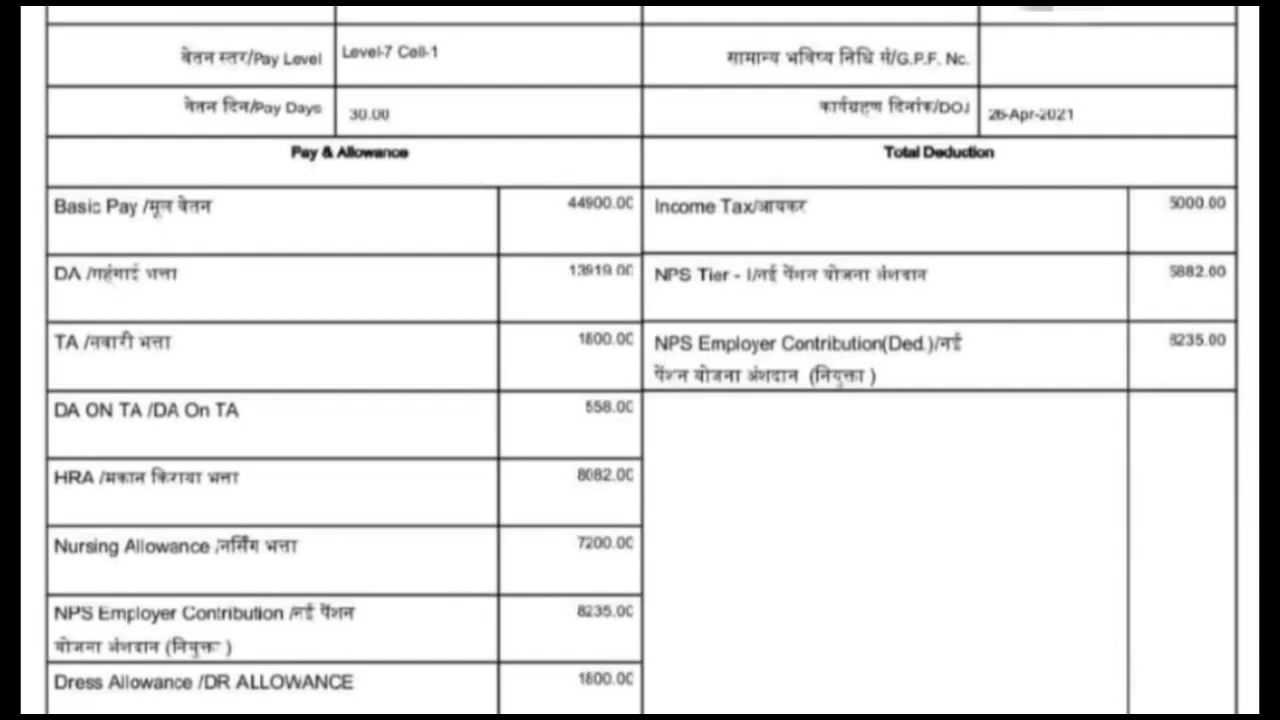 वेतन स्तर/Pay Level Level-7 Cell-1 सामान्य भविष्य निधि सं/G.P.F. No.
वेतन दिन/Pay Days 30.00 कार्यग्रहण दिनांक/DOJ 26-Apr-2021
Pay & Allowance Total Deduction
Basic Pay /मूल वेतन 44900.00 Income Tax/आयकर 5000.00
DA /महंगाई भत्ता 13919.00 NPS Tier - I/नई पेंशन योजना अंशदान 5882.00
TA /सवारी भत्ता 1800.00 NPS Employer Contribution(Ded.)/नई
पेंशन योजना अंशदान (नियुक्ता ) 8235.00
DA ON TA /DA On TA 558.00
HRA /मकान किराया भत्ता 8082.00
Nursing Allowance /नर्सिंग भत्ता 7200.00
NPS Employer Contribution /नई पेंशन 8235.00
योजना अंशदान (नियुक्ता )
Dress Allowance /DR ALLOWANCE 1800.00